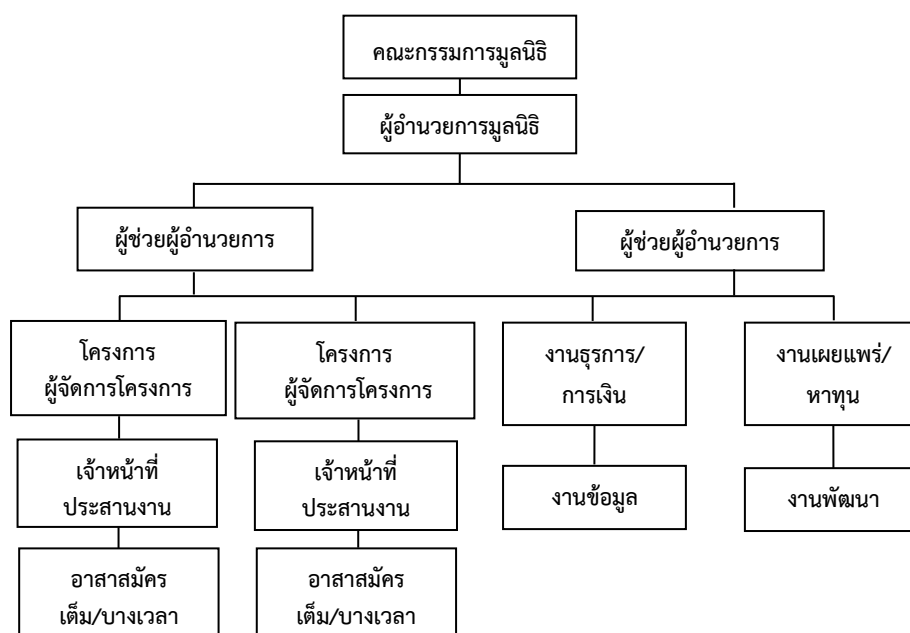 คณะกรรมการมูลนิธิ
ผู้อำนวยการมูลนิธิ
ผู้ช่วยผู้อำนวยการ
ผู้ช่วยผู้อำนวยการ
โครงการ
ผู้จัดการโครงการ
โครงการ
ผู้จัดการโครงการ
งานธุรการ/
การเงิน
งานเผยแพร่/
หาทุน
เจ้าหน้าที่
ประสานงาน
เจ้าหน้าที่
ประสานงาน
งานข้อมูล
งานพัฒนา
อาสาสมัคร
เต็ม/บางเวลา
อาสาสมัคร
เต็ม/บางเวลา